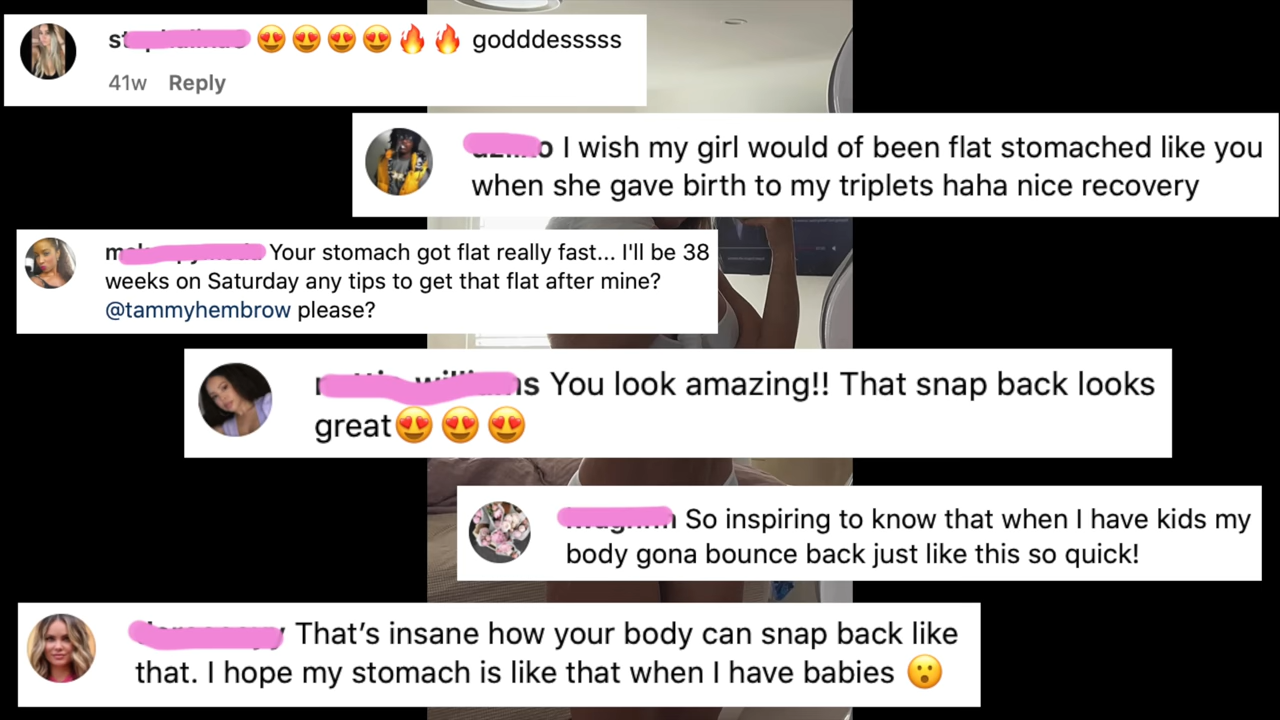 😍😍😍😍🔥🔥 godddesssss
41w Reply
I wish my girl would of been flat stomached like you
when she gave birth to my triplets haha nice recovery
Your stomach got flat really fast... I'll be 38
weeks on Saturday any tips to get that flat after mine?
@tammyhembrow please?
You look amazing!! That snap back looks
great😍😍😍
So inspiring to know that when I have kids my
body gona bounce back just like this so quick!
That’s insane how your body can snap back like
that. I hope my stomach is like that when I have babies 😮